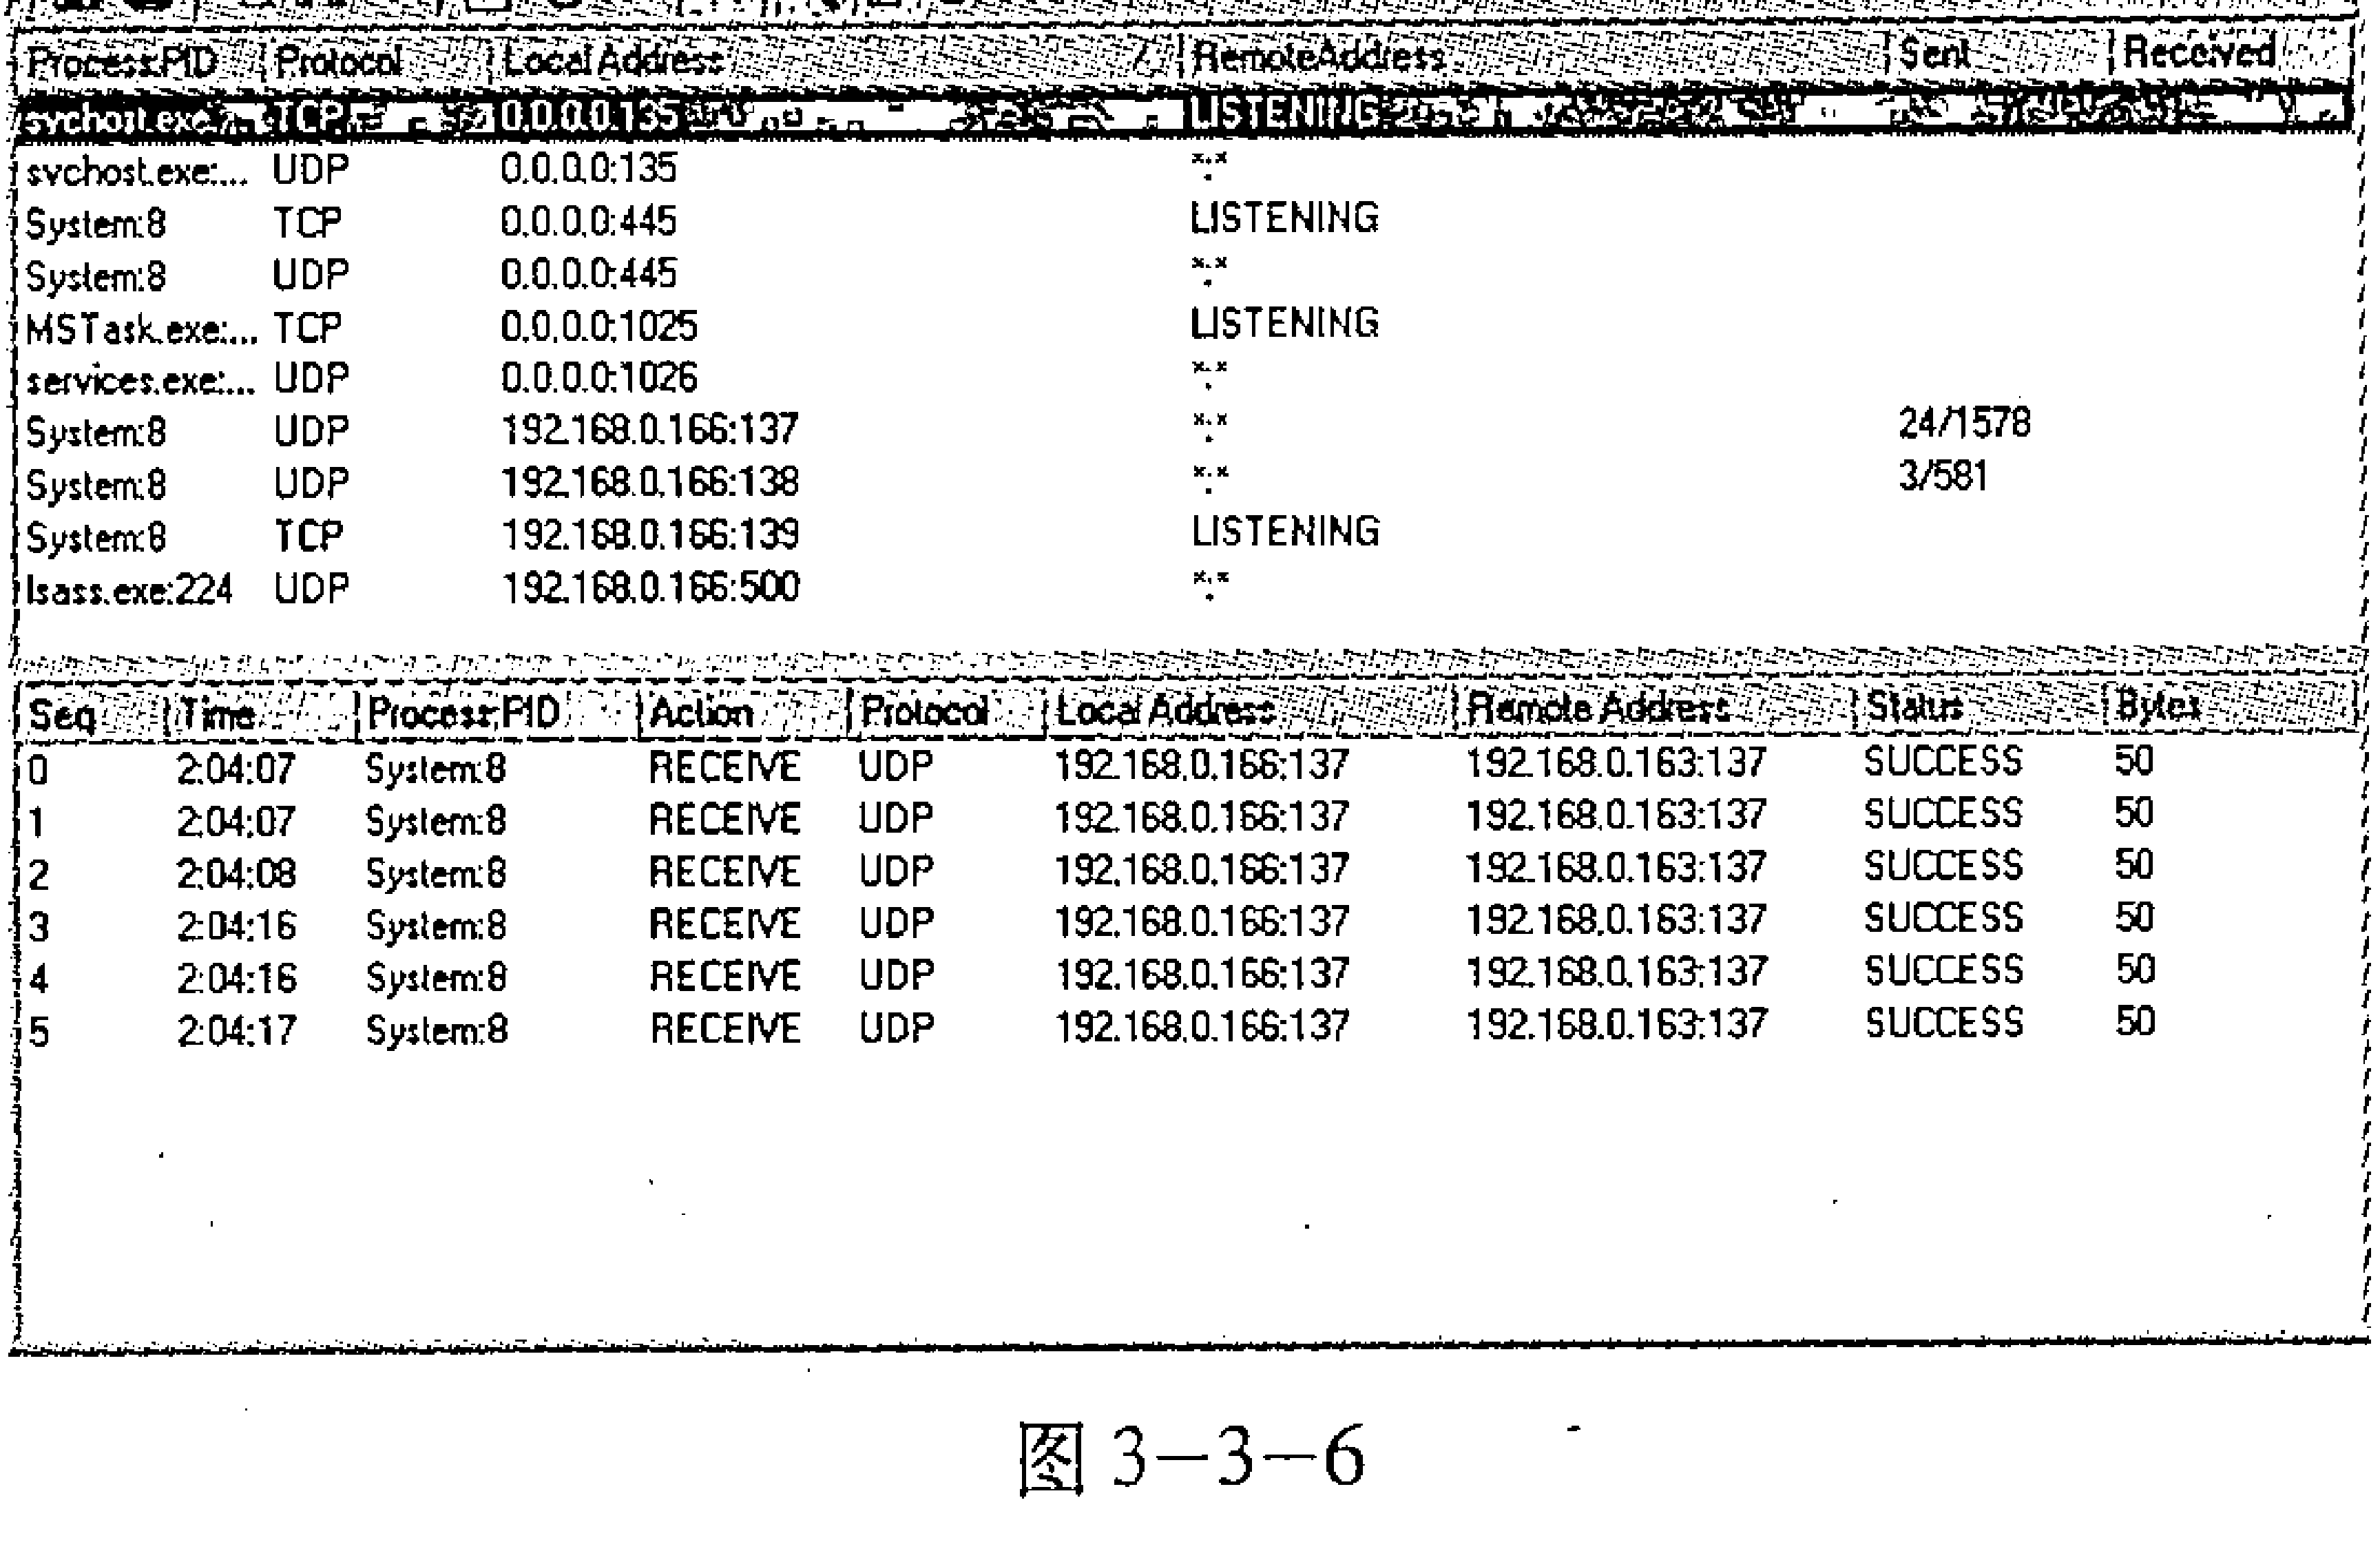 Process:PID Protocol Local Address RemoteAddress Sent Received
svchost.exe: TCP 0.0.0.0:135 LISTENING
svchost.exe:... UDP 0.0.0.0:135 *.*
System:8 TCP 0.0.0.0:445 LISTENING
System:8 UDP 0.0.0.0:445 *.*
MSTask.exe:... TCP 0.0.0.0:1025 LISTENING
services.exe:... UDP 0.0.0.0:1026 *.*
System:8 UDP 192.168.0.166:137 *.* 24/1578
System:8 UDP 192.168.0.166:138 *.* 3/581
System:8 TCP 192.168.0.166:139 LISTENING
lsass.exe:224 UDP 192.168.0.166:500 *.*
Seq Time Process:PID Action Protocol Local Address Remote Address Status Bytes
0 2:04:07 System:8 RECEIVE UDP 192.168.0.166:137 192.168.0.163:137 SUCCESS 50
1 2:04:07 System:8 RECEIVE UDP 192.168.0.166:137 192.168.0.163:137 SUCCESS 50
2 2:04:08 System:8 RECEIVE UDP 192.168.0.166:137 192.168.0.163:137 SUCCESS 50
3 2:04:16 System:8 RECEIVE UDP 192.168.0.166:137 192.168.0.163:137 SUCCESS 50
4 2:04:16 System:8 RECEIVE UDP 192.168.0.166:137 192.168.0.163:137 SUCCESS 50
5 2:04:17 System:8 RECEIVE UDP 192.168.0.166:137 192.168.0.163:137 SUCCESS 50
图 3-3-6